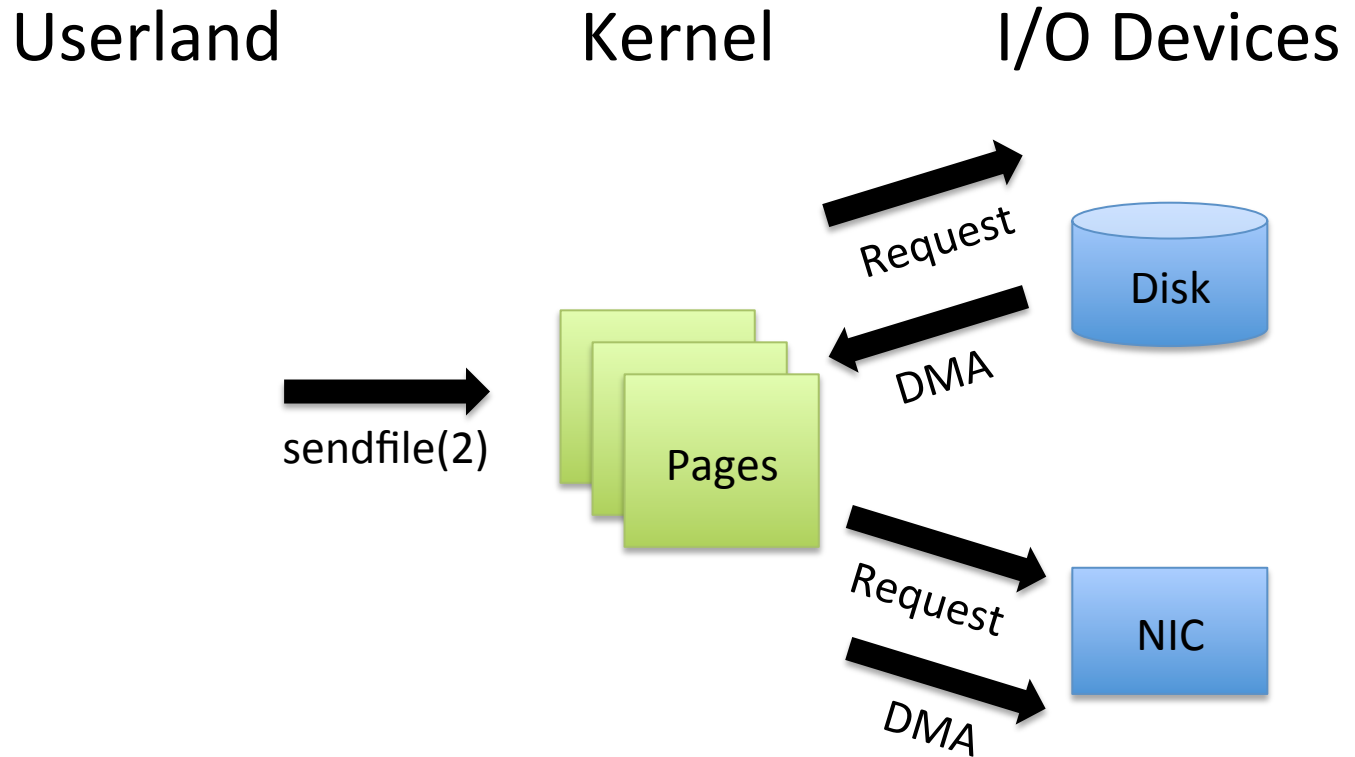 Userland
Kernel
I/O Devices
Request
Disk
DMA
sendfile(2)
Pages
Request
NIC
DMA